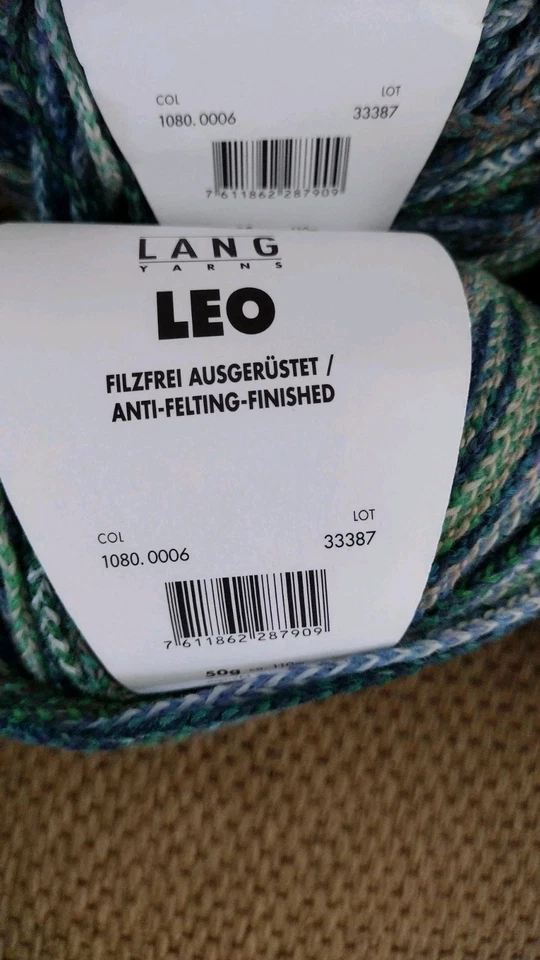 COL LOT
1080.0006 33387
7 611862 287909
LANG
YARNS
LEO
FILZFREI AUSGERÜSTET /
ANTI-FELTING-FINISHED
COL LOT
1080.0006 33387
7 611862 287909
50g